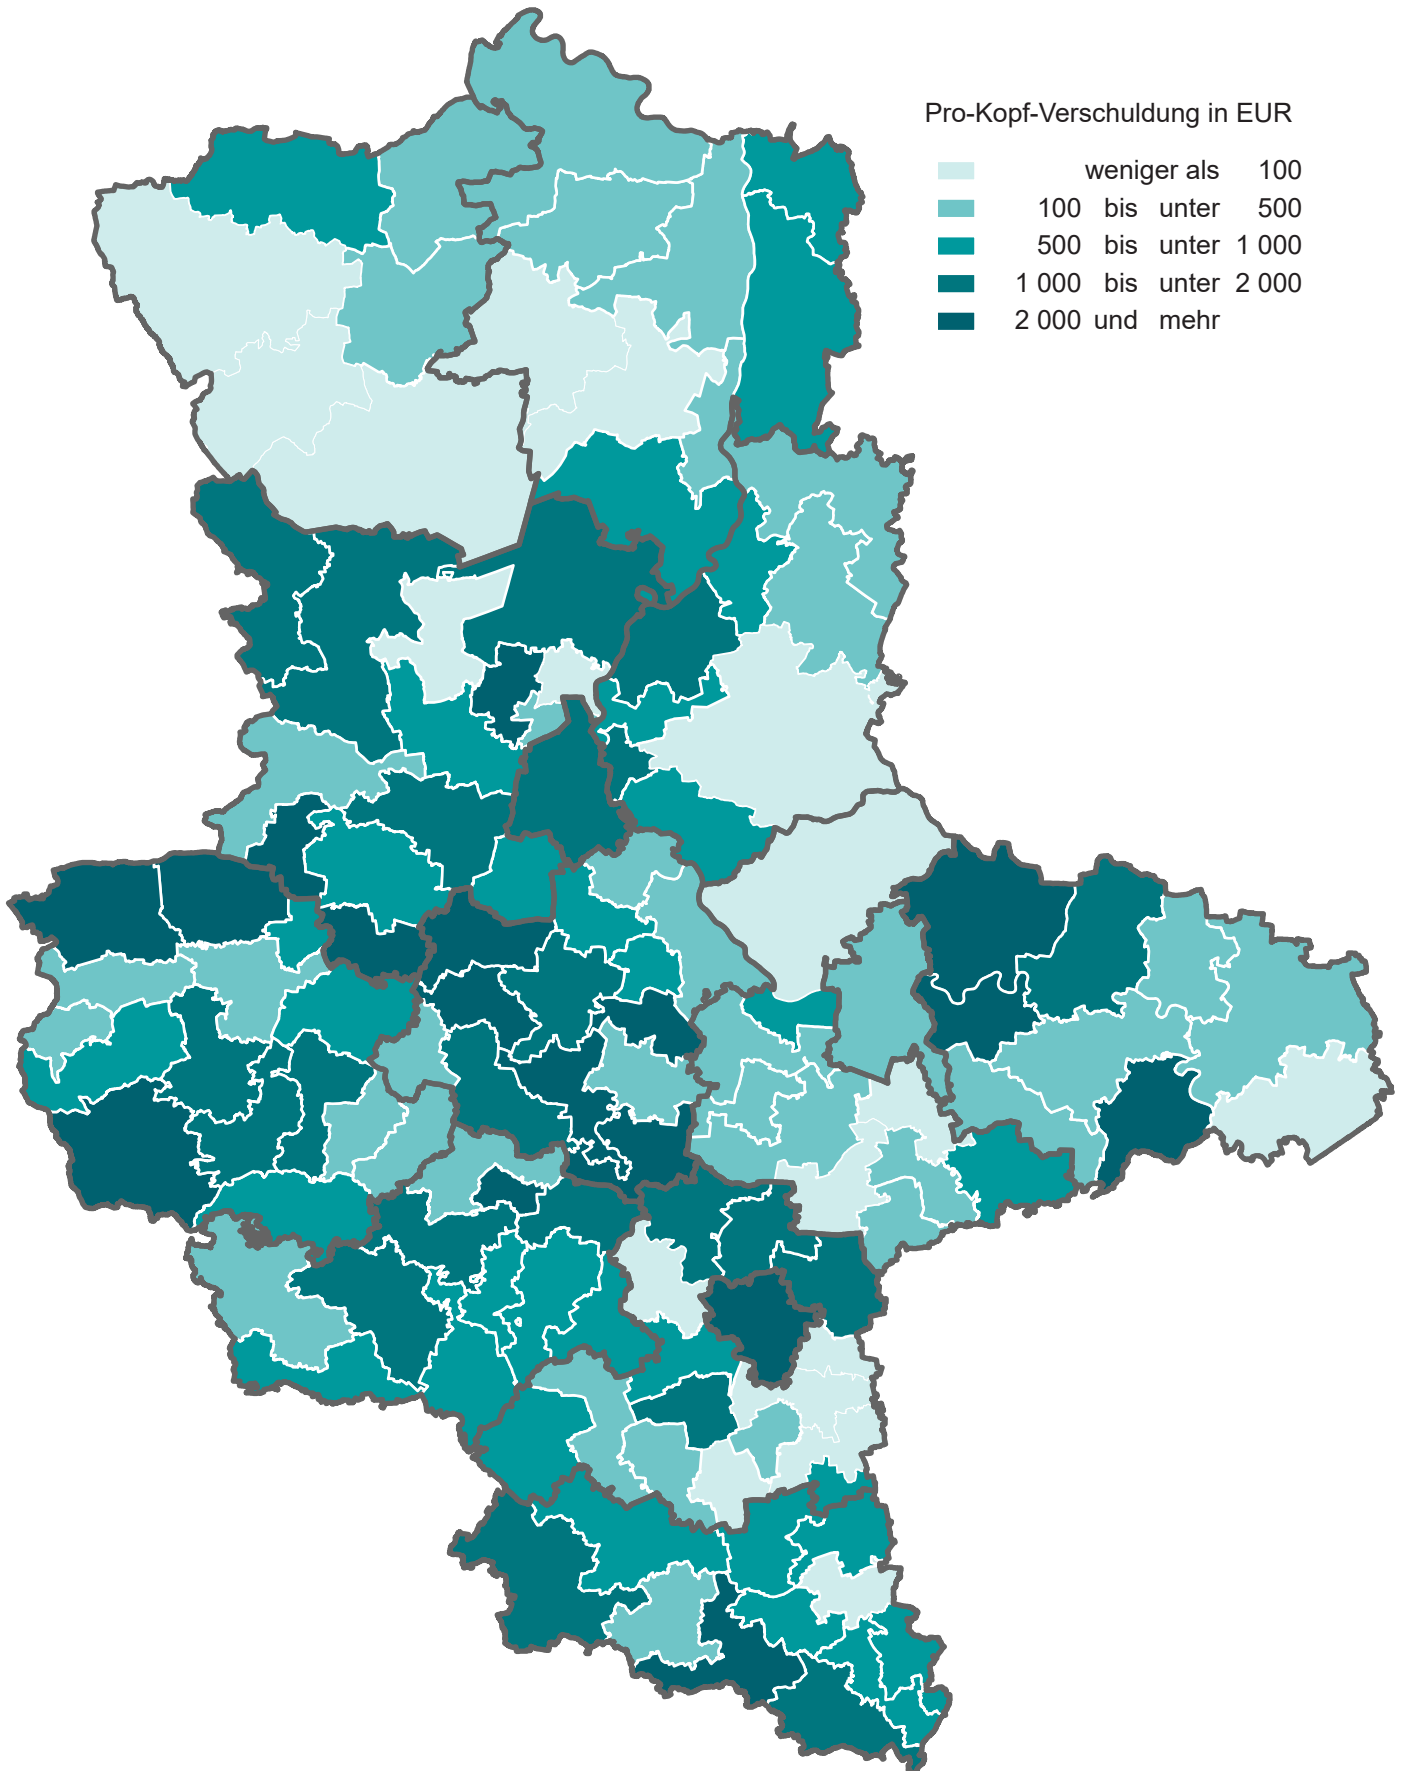 Pro-Kopf-Verschuldung in EUR
weniger als 100
100 bis unter 500
500 bis unter 1 000
1 000 bis unter 2 000
2 000 und mehr